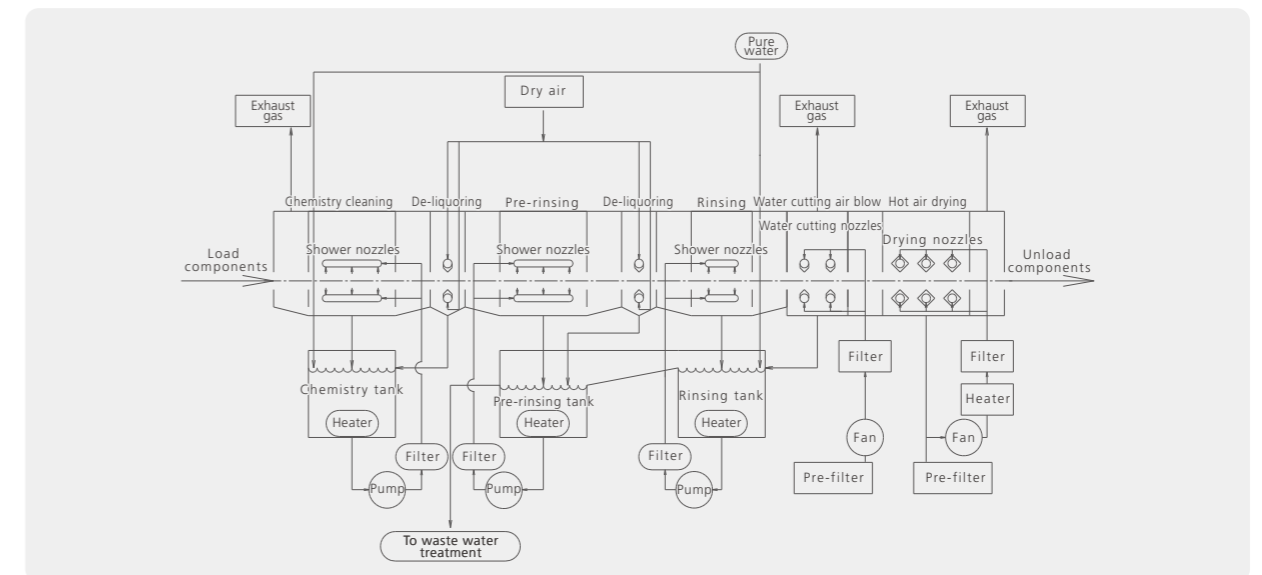 Pure
water
Dry air
Exhaust
gas
Exhaust
gas
Exhaust
gas
Chemistry cleaning
De-liquoring
Pre-rinsing
De-liquoring
Rinsing
Water cutting air blow
Hot air drying
Water cutting nozzles
Shower nozzles
Shower nozzles
Shower nozzles
Drying nozzles
Load
components
Unload
components
Filter
Filter
Chemistry tank
Pre-rinsing tank
Rinsing tank
Heater
Heater
Heater
Heater
Fan
Fan
Filter
Filter
Filter
Pre-filter
Pre-filter
Pump
Pump
Pump
To waste water
treatment